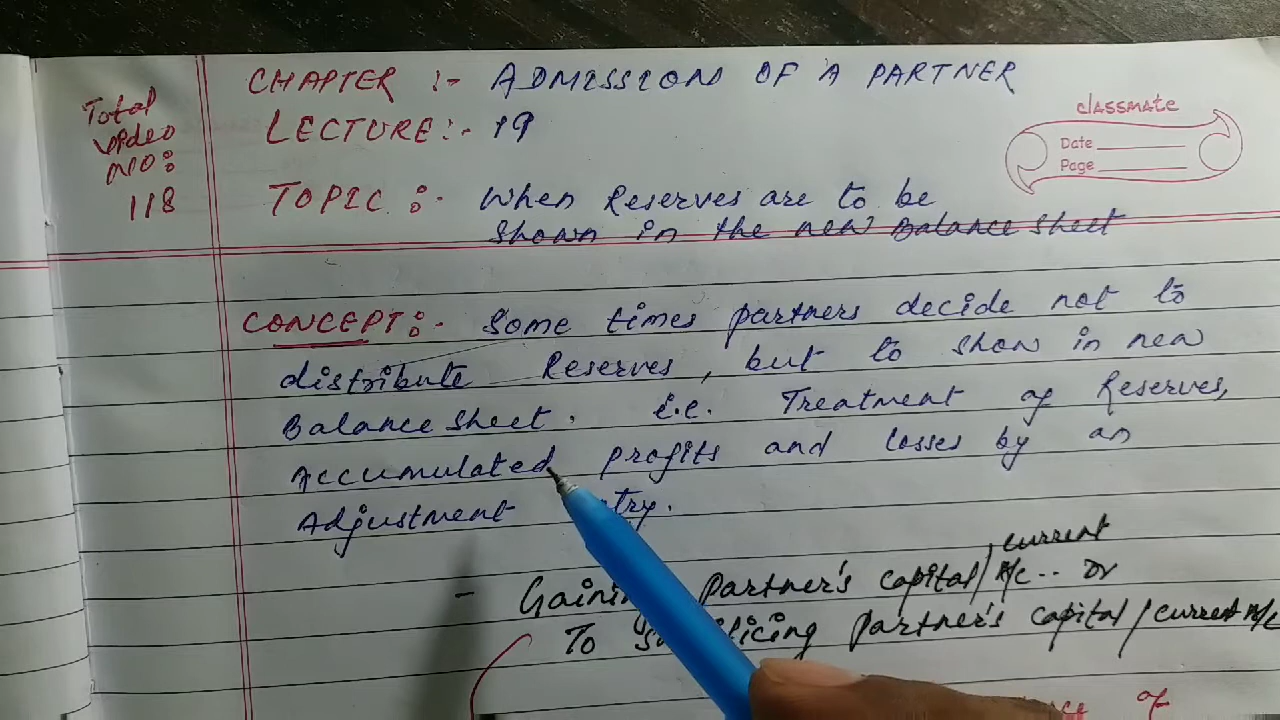 CHAPTER :- ADMISSION OF A PARTNER
Total
video
NO:
118
LECTURE:- 19
classmate
Date
Page
TOPIC :- When Reserves are to be
shown in the new Balance sheet
CONCEPT:- Some times partners decide not to
distribute Reserves, but to show in new
Balance sheet. i.e. Treatment of Reserves,
Accumulated profits and losses by an
Adjustment
- partner's capital/current A/c.. Dr
To partner's capital/current A/c
of